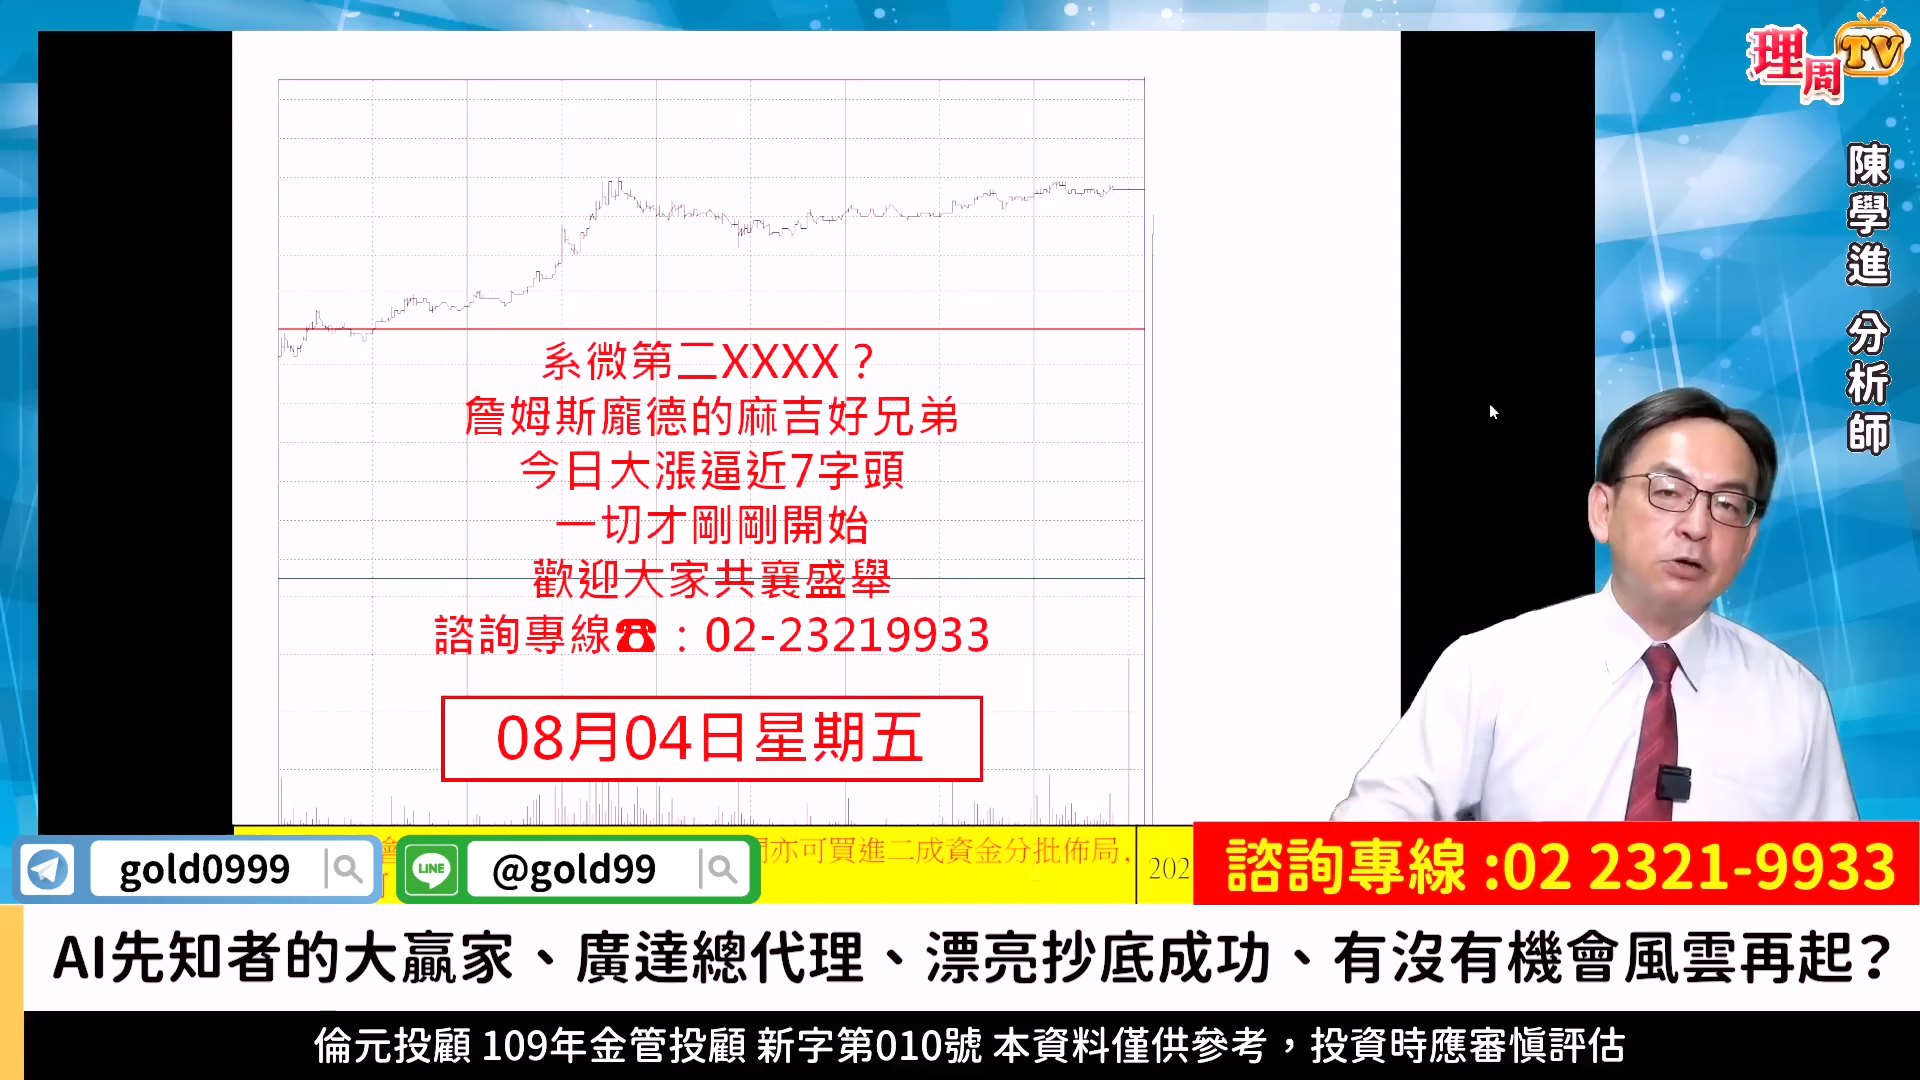 理周TV
陳學進 分析師
系微第二XXXX？
詹姆斯龐德的麻吉好兄弟
今日大漲逼近7字頭
一切才剛剛開始
歡迎大家共襄盛舉
諮詢專線☎：02-23219933
08月04日星期五
亦可買進二成資金分批佈局，
202
gold0999
LINE
@gold99
諮詢專線 :02 2321-9933
AI先知者的大贏家、廣達總代理、漂亮抄底成功、有沒有機會風雲再起?
倫元投顧 109年金管投顧 新字第010號 本資料僅供參考，投資時應審慎評估